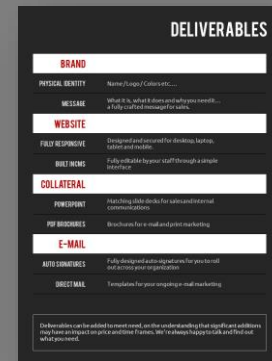 DELIVERABLES
BRAND
PHYSICAL IDENTITY Name/Logo/Colors etc....
MESSAGE What it is, what it does and why you need it....
a fully crafted message for sales.
WEBSITE
FULLY RESPONSIVE Designed and secured for desktop, laptop,
tablet and mobile.
BUILT IN CMS Fully editable by your staff through a simple
interface
COLLATERAL
POWERPOINT Matching slide decks for sales and internal
communications
PDF BROCHURES Brochures for e-mail and print marketing
E-MAIL
AUTO SIGNATURES Fully designed auto-signatures for you to roll
out across your organization
DIRECT MAIL Templates for your ongoing e-mail marketing
Deliverables can be added to meet need, on the understanding that significant additions
may have an impact on price and time frames. We're always happy to talk and find out
what you need.